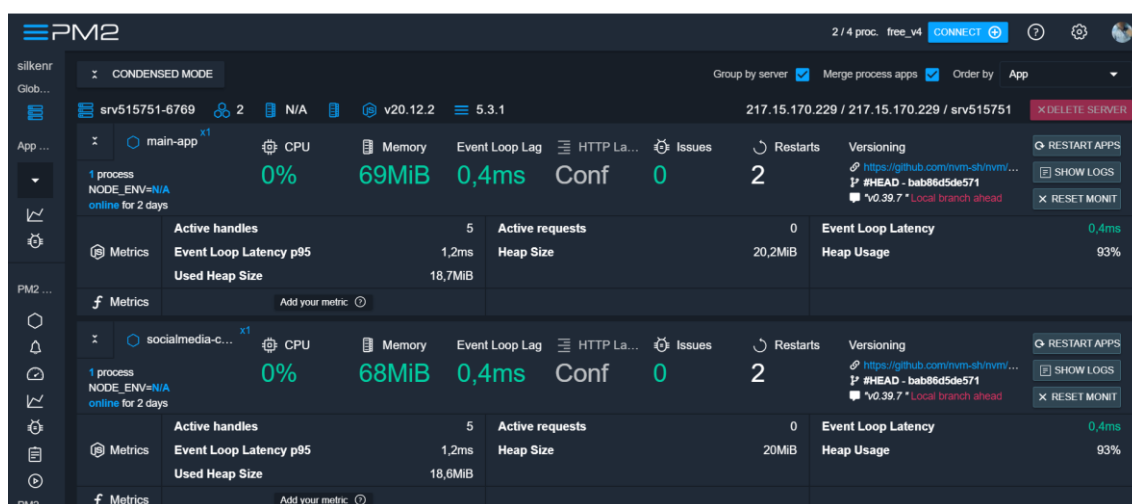 PM2
2 / 4 proc. free_v4 CONNECT
silkenr
Glob...
CONDENSED MODE
Group by server Merge process apps Order by App
srv515751-6769 2 N/A v20.12.2 5.3.1 217.15.170.229 / 217.15.170.229 / srv515751 × DELETE SERVER
App ...
main-app x1 CPU Memory Event Loop Lag HTTP La... Issues Restarts Versioning RESTART APPS
1 process 0% 69MiB 0,4ms Conf 0 2 https://github.com/nvm-sh/nvm/... SHOW LOGS
NODE_ENV=N/A #HEAD - bab86d5de571
online for 2 days "v0.39.7 " Local branch ahead × RESET MONIT
Active handles 5 Active requests 0 Event Loop Latency 0,4ms
Metrics Event Loop Latency p95 1,2ms Heap Size 20,2MiB Heap Usage 93%
Used Heap Size 18,7MiB
PM2 ...
Metrics Add your metric
socialmedia-c... x1 CPU Memory Event Loop Lag HTTP La... Issues Restarts Versioning RESTART APPS
1 process 0% 68MiB 0,4ms Conf 0 2 https://github.com/nvm-sh/nvm/... SHOW LOGS
NODE_ENV=N/A #HEAD - bab86d5de571
online for 2 days "v0.39.7 " Local branch ahead × RESET MONIT
Active handles 5 Active requests 0 Event Loop Latency 0,4ms
Metrics Event Loop Latency p95 1,2ms Heap Size 20MiB Heap Usage 93%
Used Heap Size 18,6MiB
Metrics Add your metric